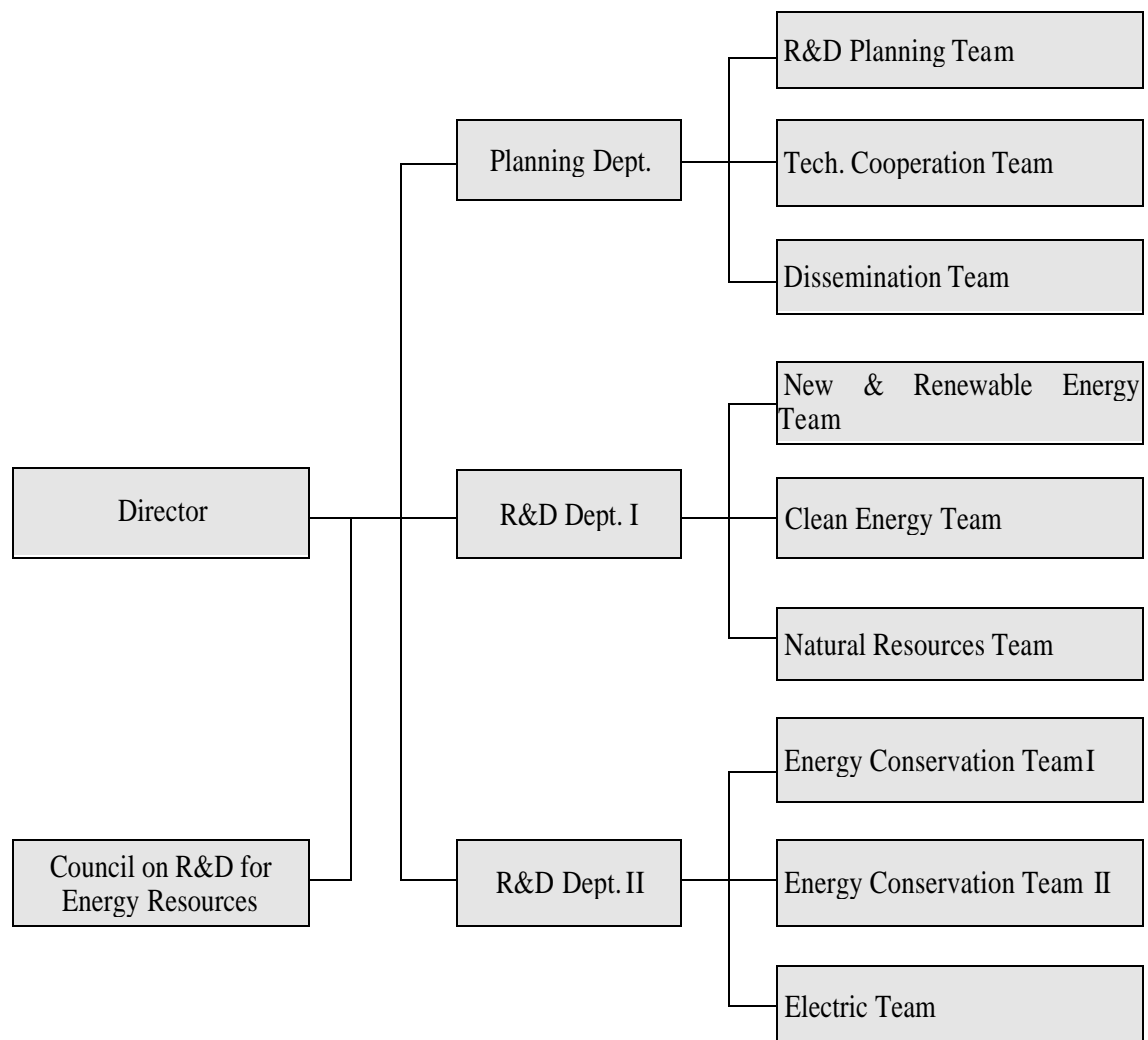 R&D Planning Team
Planning Dept.
Tech. Cooperation Team
Dissemination Team
New & Renewable Energy
Team
Director
R&D Dept. I
Clean Energy Team
Natural Resources Team
Energy Conservation Team I
Council on R&D for
Energy Resources
R&D Dept. II
Energy Conservation Team II
Electric Team